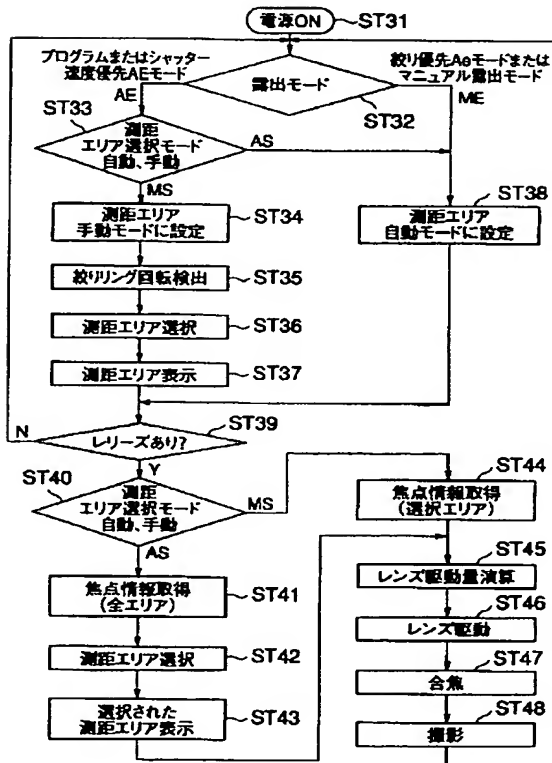 電源ON
ST31
プログラムまたはシャッター
速度優先AEモード
絞り優先Aeモードまたは
マニュアル露出モード
露出モード
AE
ME
ST32
ST33
測距
エリア選択モード
自動、手動
AS
MS
ST38
測距エリア
手動モードに設定
ST34
測距エリア
自動モードに設定
絞りリング回転検出
ST35
測距エリア選択
ST36
測距エリア表示
ST37
ST39
N
レリーズあり?
Y
ST40
測距
エリア選択モード
自動、手動
MS
AS
ST44
焦点情報取得
(選択エリア)
焦点情報取得
(全エリア)
ST41
ST45
レンズ駆動量演算
測距エリア選択
ST42
ST46
レンズ駆動
選択された
測距エリア表示
ST43
ST47
合焦
ST48
撮影